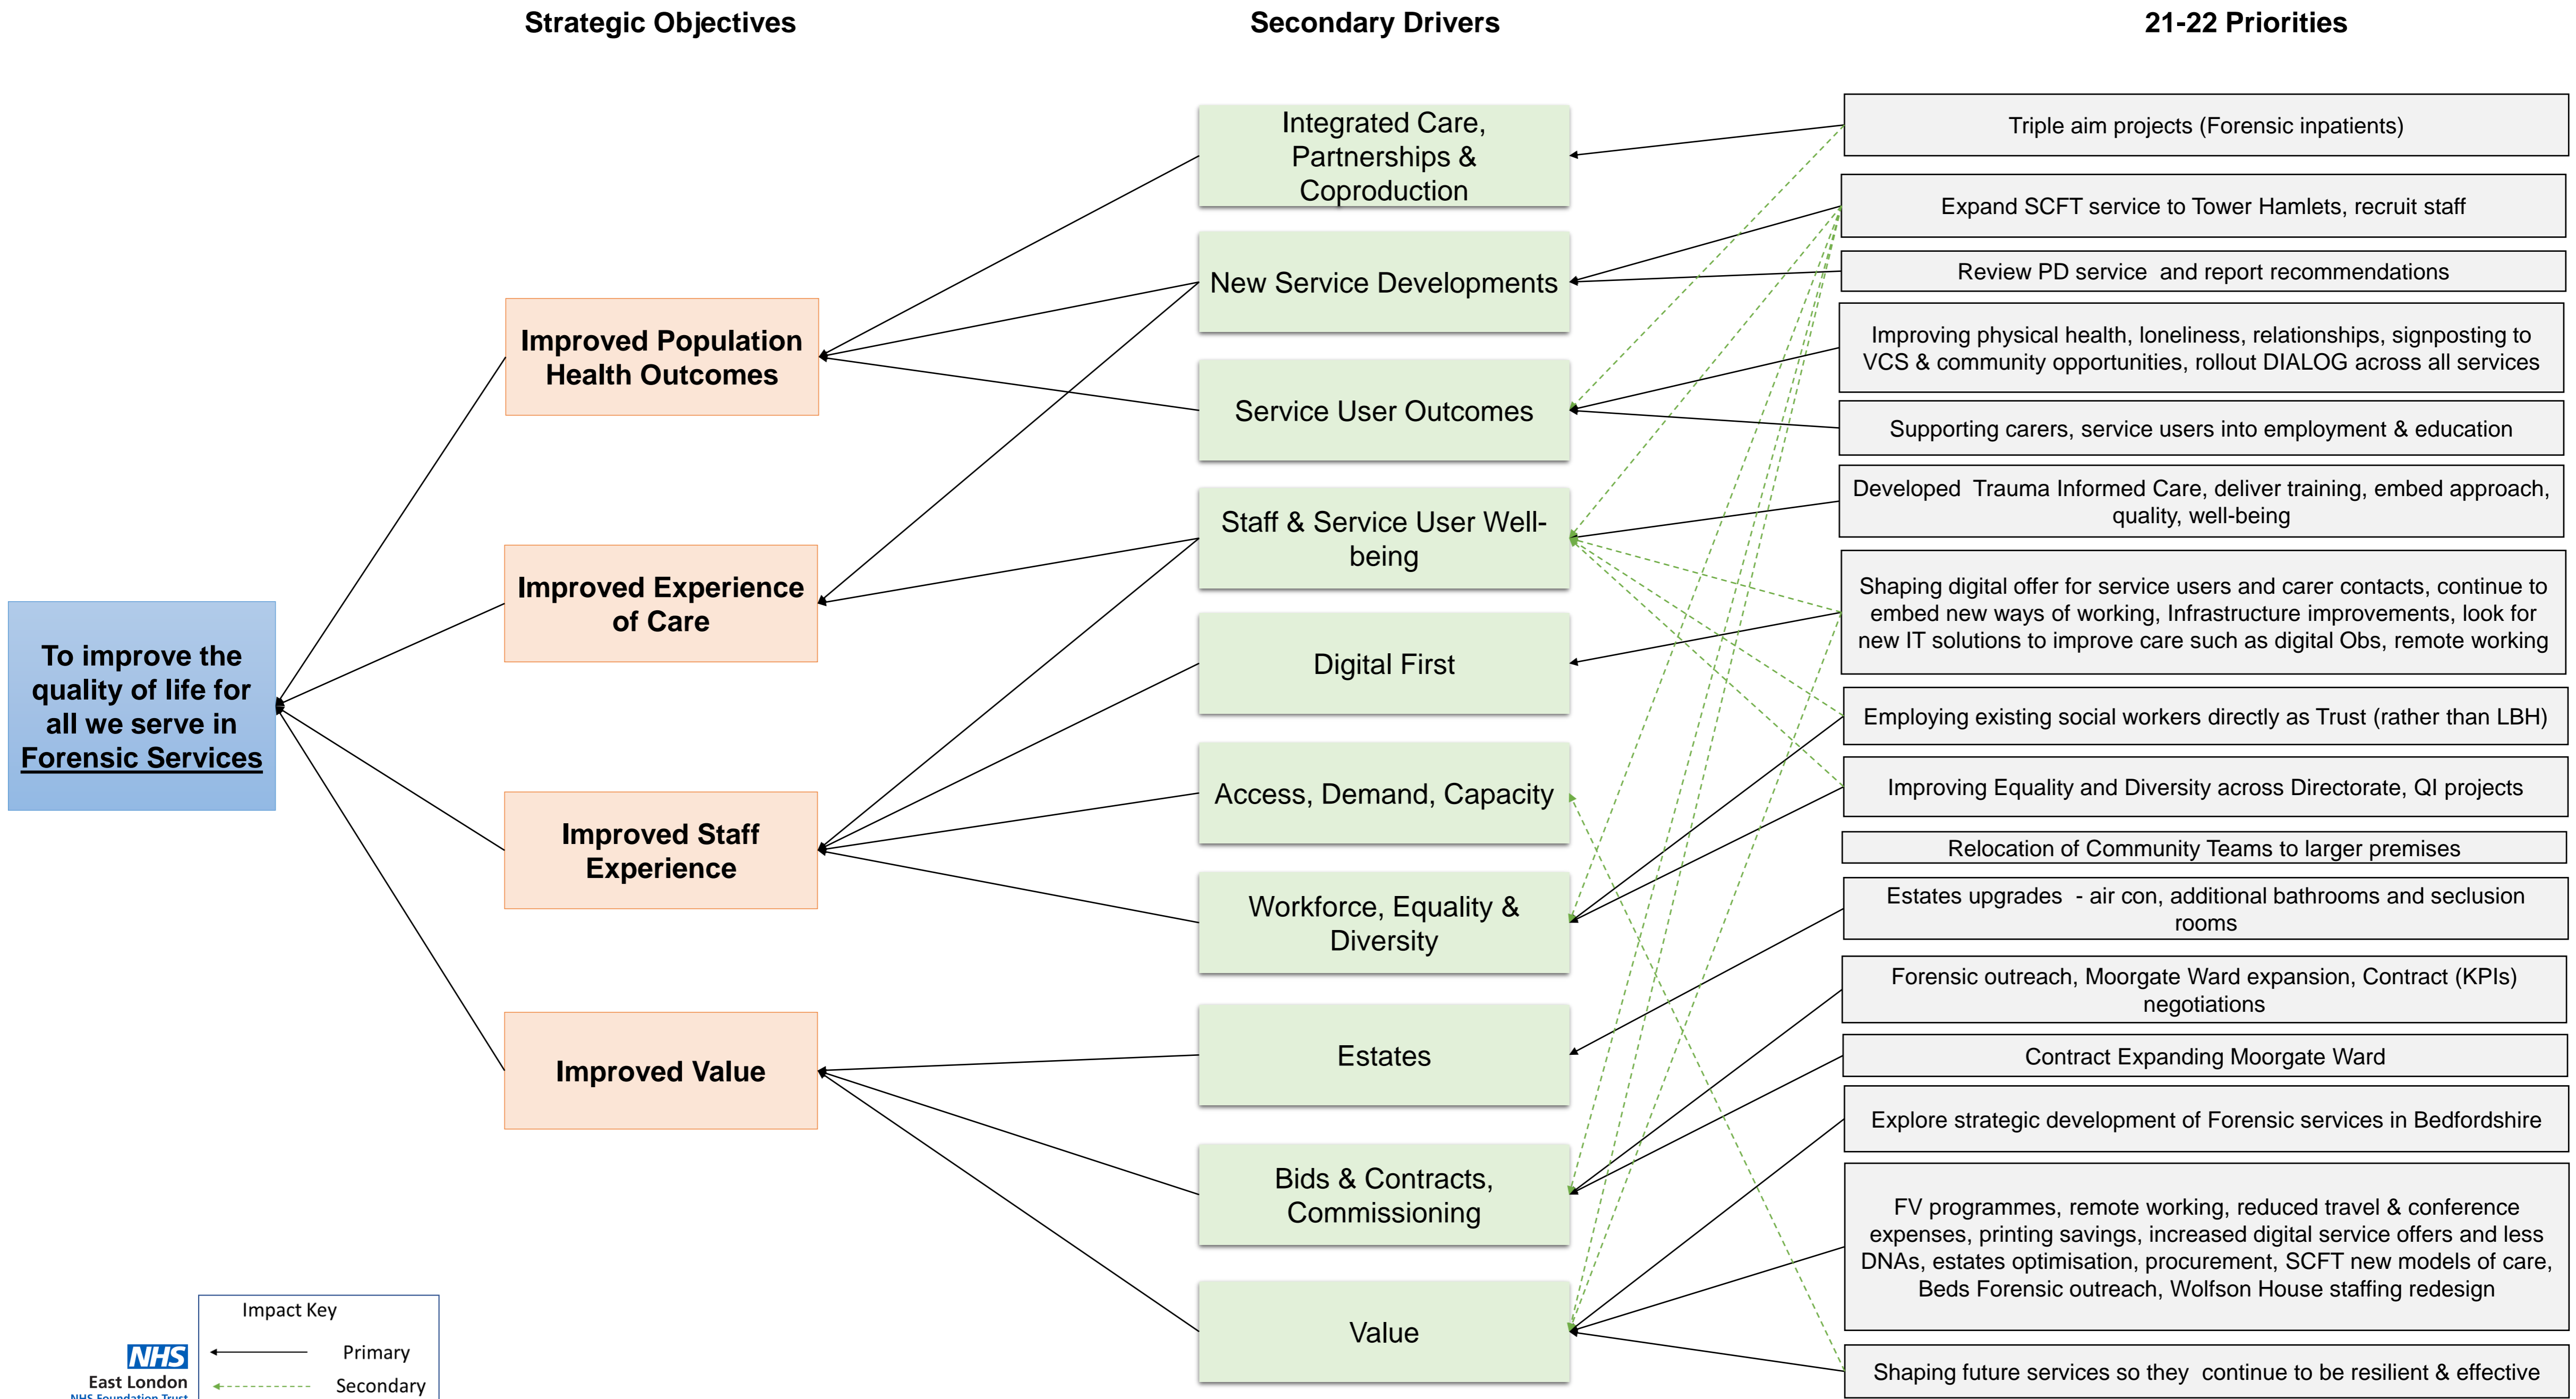 Strategic Objectives
Secondary Drivers
21-22 Priorities
To improve the
quality of life for
all we serve in
Forensic Services
Improved Population
Health Outcomes
Improved Experience
of Care
Improved Staff
Experience
Improved Value
Integrated Care,
Partnerships &
Coproduction
New Service Developments
Service User Outcomes
Staff & Service User Well-
being
Digital First
Access, Demand, Capacity
Workforce, Equality &
Diversity
Estates
Bids & Contracts,
Commissioning
Value
Triple aim projects (Forensic inpatients)
Expand SCFT service to Tower Hamlets, recruit staff
Review PD service  and report recommendations
Improving physical health, loneliness, relationships, signposting to
VCS & community opportunities, rollout DIALOG across all services
Supporting carers, service users into employment & education
Developed  Trauma Informed Care, deliver training, embed approach,
quality, well-being
Shaping digital offer for service users and carer contacts, continue to
embed new ways of working, Infrastructure improvements, look for
new IT solutions to improve care such as digital Obs, remote working
Employing existing social workers directly as Trust (rather than LBH)
Improving Equality and Diversity across Directorate, QI projects
Relocation of Community Teams to larger premises
Estates upgrades  - air con, additional bathrooms and seclusion
rooms
Forensic outreach, Moorgate Ward expansion, Contract (KPIs)
negotiations
Contract Expanding Moorgate Ward
Explore strategic development of Forensic services in Bedfordshire
FV programmes, remote working, reduced travel & conference
expenses, printing savings, increased digital service offers and less
DNAs, estates optimisation, procurement, SCFT new models of care,
Beds Forensic outreach, Wolfson House staffing redesign
Shaping future services so they  continue to be resilient & effective
Impact Key
Primary
Secondary
NHS
East London
NHS Foundation Trust